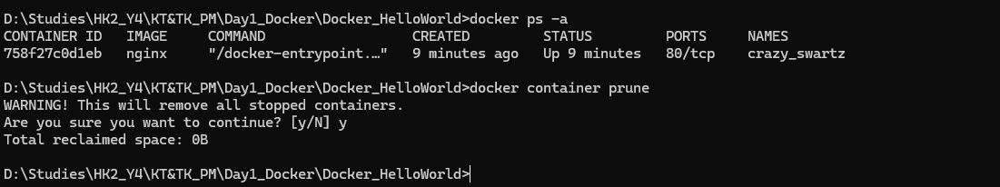 D:\Studies\HK2_Y4\KT&TK_PM\Day1_Docker\Docker_HelloWorld>docker ps -a
CONTAINER ID   IMAGE     COMMAND                  CREATED         STATUS         PORTS     NAMES
758f27c0d1eb   nginx     "/docker-entrypoint.…"   9 minutes ago   Up 9 minutes   80/tcp    crazy_swartz
D:\Studies\HK2_Y4\KT&TK_PM\Day1_Docker\Docker_HelloWorld>docker container prune
WARNING! This will remove all stopped containers.
Are you sure you want to continue? [y/N] y
Total reclaimed space: 0B
D:\Studies\HK2_Y4\KT&TK_PM\Day1_Docker\Docker_HelloWorld>